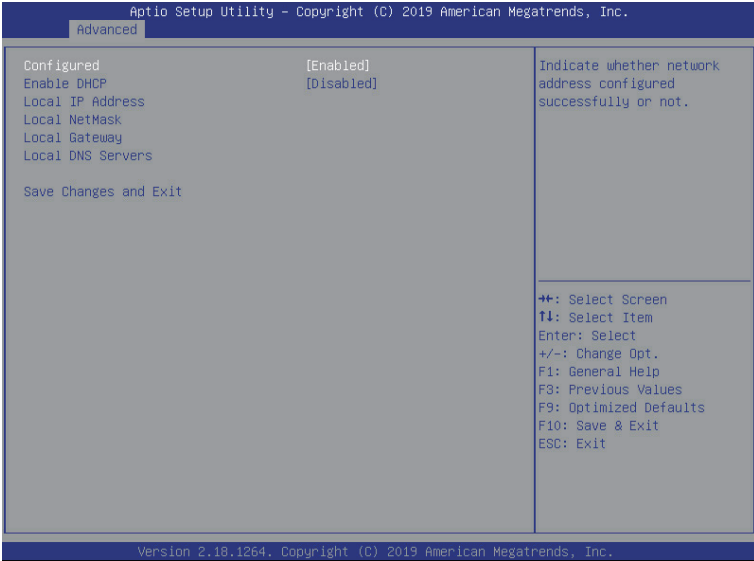 Aptio Setup Utility – Copyright (C) 2019 American Megatrends, Inc.
Advanced
Configured [Enabled]
Enable DHCP [Disabled]
Local IP Address
Local NetMask
Local Gateway
Local DNS Servers
Save Changes and Exit
Indicate whether network
address configured
successfully or not.
→←: Select Screen
↑↓: Select Item
Enter: Select
+/-: Change Opt.
F1: General Help
F3: Previous Values
F9: Optimized Defaults
F10: Save & Exit
ESC: Exit
Version 2.18.1264. Copyright (C) 2019 American Megatrends, Inc.